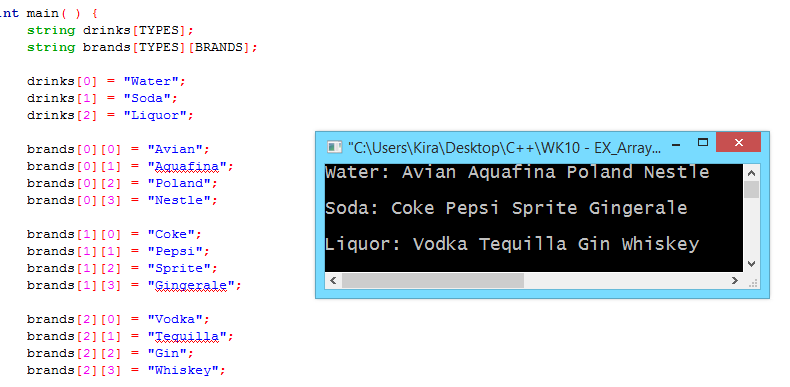 int main( ) {
string drinks[TYPES];
string brands[TYPES][BRANDS];
drinks[0] = "Water";
drinks[1] = "Soda";
drinks[2] = "Liquor";
brands[0][0] = "Avian";
brands[0][1] = "Aquafina";
brands[0][2] = "Poland";
brands[0][3] = "Nestle";
brands[1][0] = "Coke";
brands[1][1] = "Pepsi";
brands[1][2] = "Sprite";
brands[1][3] = "Gingerale";
brands[2][0] = "Vodka";
brands[2][1] = "Tequilla";
brands[2][2] = "Gin";
brands[2][3] = "Whiskey";
"C:\Users\Kira\Desktop\C++\WK10 - EX_Array...
Water: Avian Aquafina Poland Nestle
Soda: Coke Pepsi Sprite Gingerale
Liquor: Vodka Tequilla Gin Whiskey